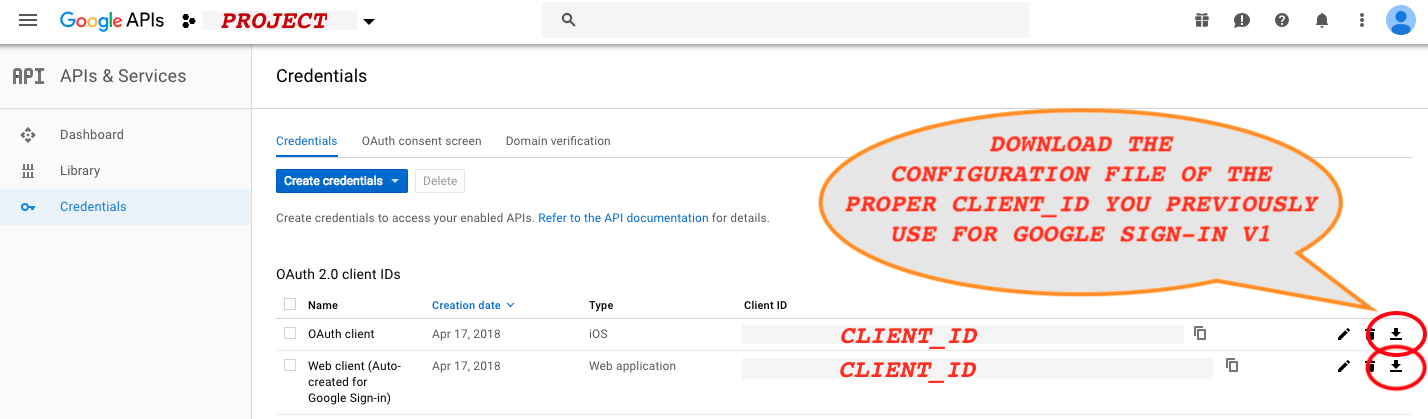 Google APIs PROJECT
API APIs & Services
Credentials
Dashboard
Library
Credentials
Credentials OAuth consent screen Domain verification
Create credentials Delete
Create credentials to access your enabled APIs. Refer to the API documentation for details.
DOWNLOAD THE
CONFIGURATION FILE OF THE
PROPER CLIENT_ID YOU PREVIOUSLY
USE FOR GOOGLE SIGN-IN V1
OAuth 2.0 client IDs
Name Creation date Type Client ID
OAuth client Apr 17, 2018 iOS CLIENT_ID
Web client (Auto- Apr 17, 2018 Web application CLIENT_ID
created for
Google Sign-in)